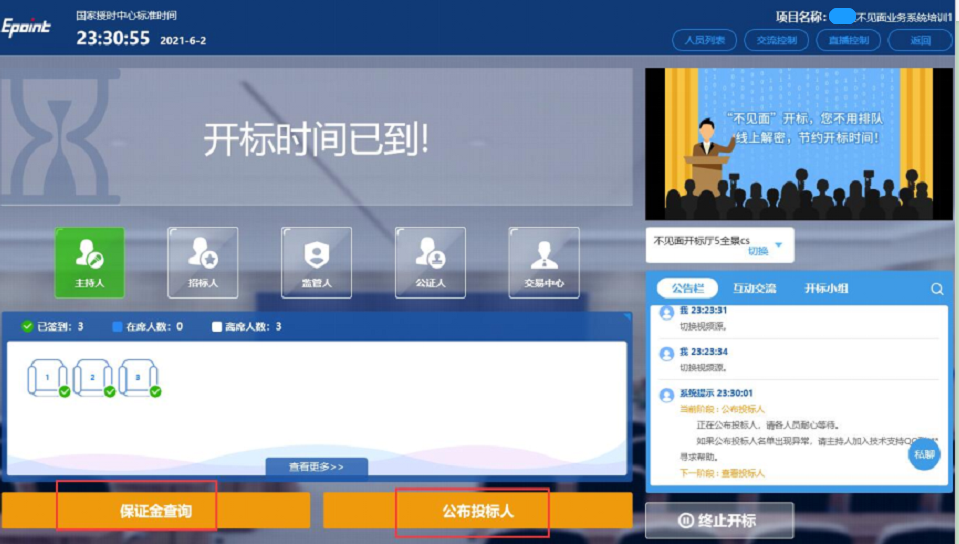 Epoint
国家授时中心标准时间
23:30:55 2021-6-2
项目名称: 不见面业务系统培训1
人员列表 交流控制 直播控制 返回
开标时间已到!
“不见面”开标，您不用排队
线上解密，节约开标时间!
主持人 招标人 监管人 公证人 交易中心
不见面开标厅5全景cs
切换
公告栏 互动交流 开标小组
已签到: 3 在席人数: 0 离席人数: 3
1 2 3
查看更多>>
我 23:23:31
切换视频源。
我 23:23:34
切换视频源。
系统提示 23:30:01
当前阶段：公布投标人
正在公布投标人，请各人员耐心等待。
如果公布投标人名单出现异常，请主持人加入技术支持QQ
寻求帮助。
下一阶段：查看投标人
私聊
保证金查询 公布投标人
终止开标